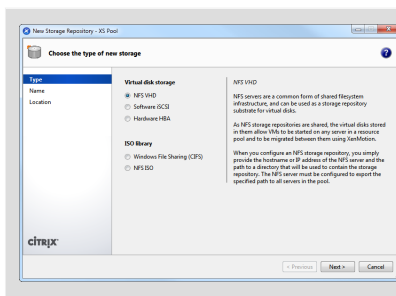 New Storage Repository - XS Pool
Choose the type of new storage
Type
Name
Location
Virtual disk storage
NFS VHD
Software iSCSI
Hardware HBA
ISO library
Windows File Sharing (CIFS)
NFS ISO
NFS VHD
NFS servers are a common form of shared filesystem
infrastructure, and can be used as a storage repository
substrate for virtual disks.
As NFS storage repositories are shared, the virtual disks stored
in them allow VMs to be started on any server in a resource
pool and to be migrated between them using XenMotion.
When you configure an NFS storage repository, you simply
provide the hostname or IP address of the NFS server and the
path to a directory that will be used to contain the storage
repository. The NFS server must be configured to export the
specified path to all servers in the pool.
CITRIX
< Previous
Next >
Cancel